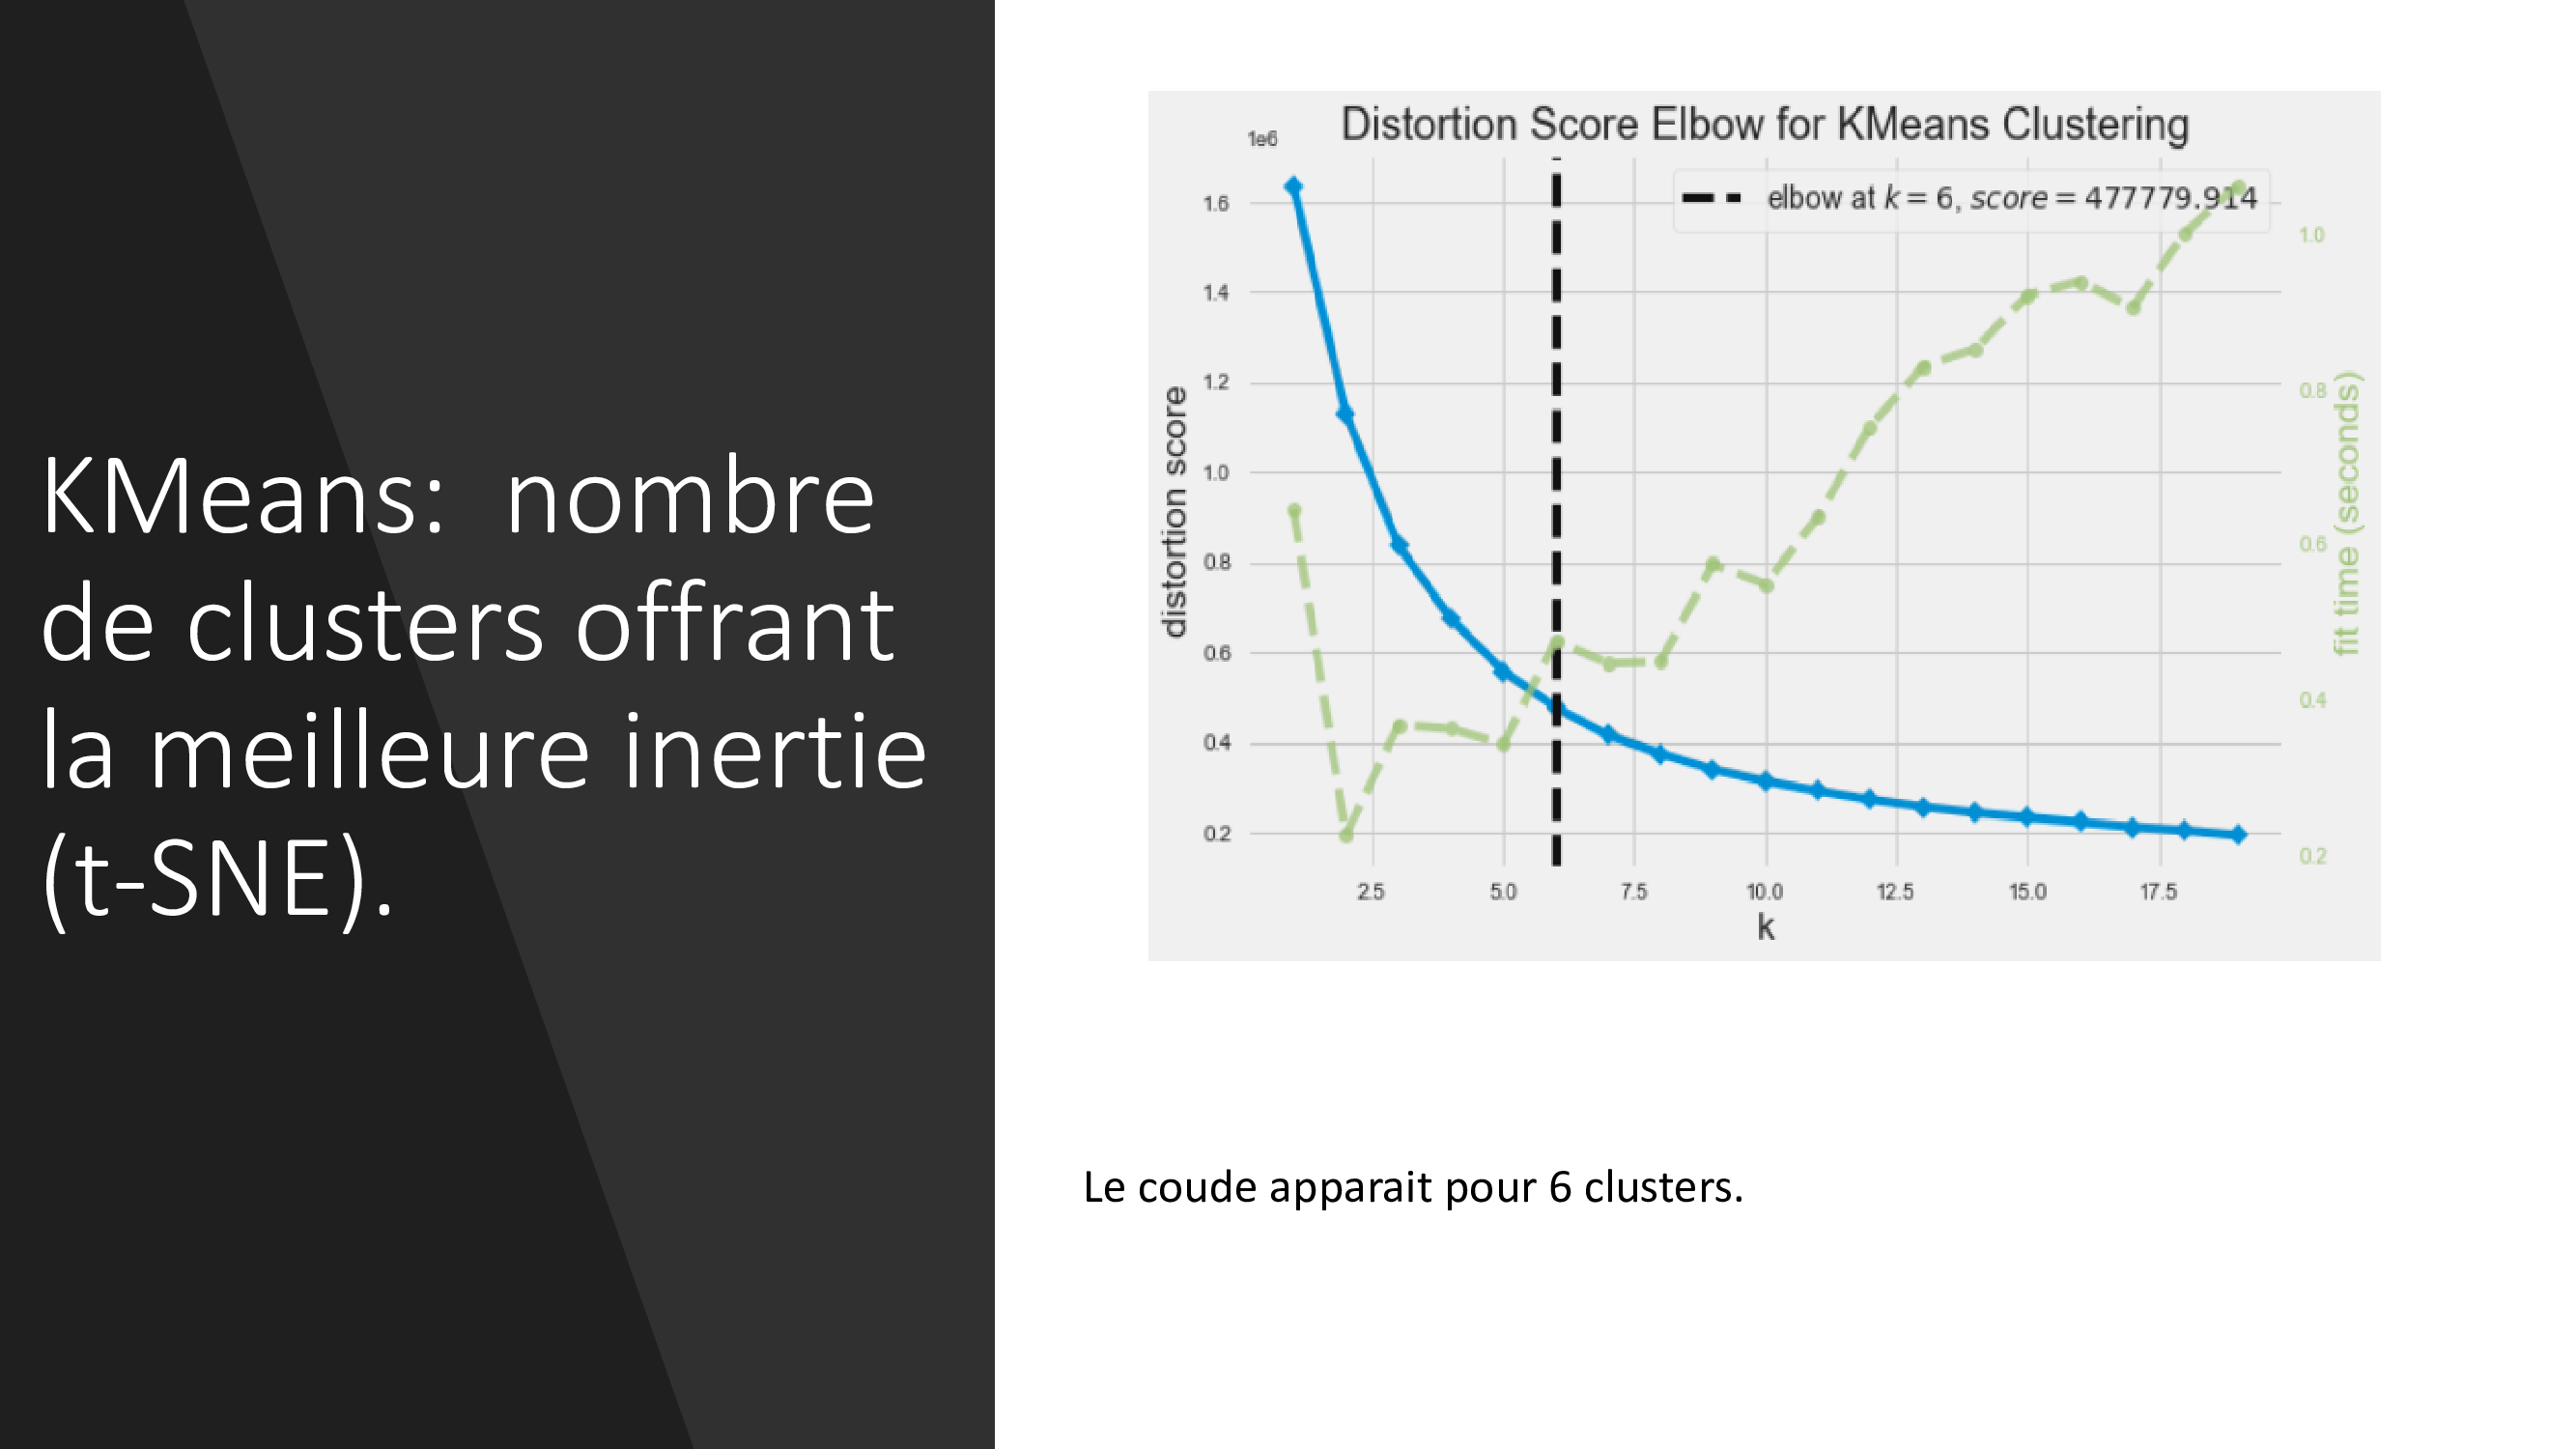 KMeans: nombre
de clusters offrant
la meilleure inertie
(t-SNE).
Distortion Score Elbow for KMeans Clustering
1e6
elbow at k = 6, score = 477779.914
1.6
1.4
1.2
1.0
0.8
0.6
0.4
0.2
distortion score
1.0
0.8
0.6
0.4
0.2
fit time (seconds)
2.5 5.0 7.5 10.0 12.5 15.0 17.5
k
Le coude apparait pour 6 clusters.